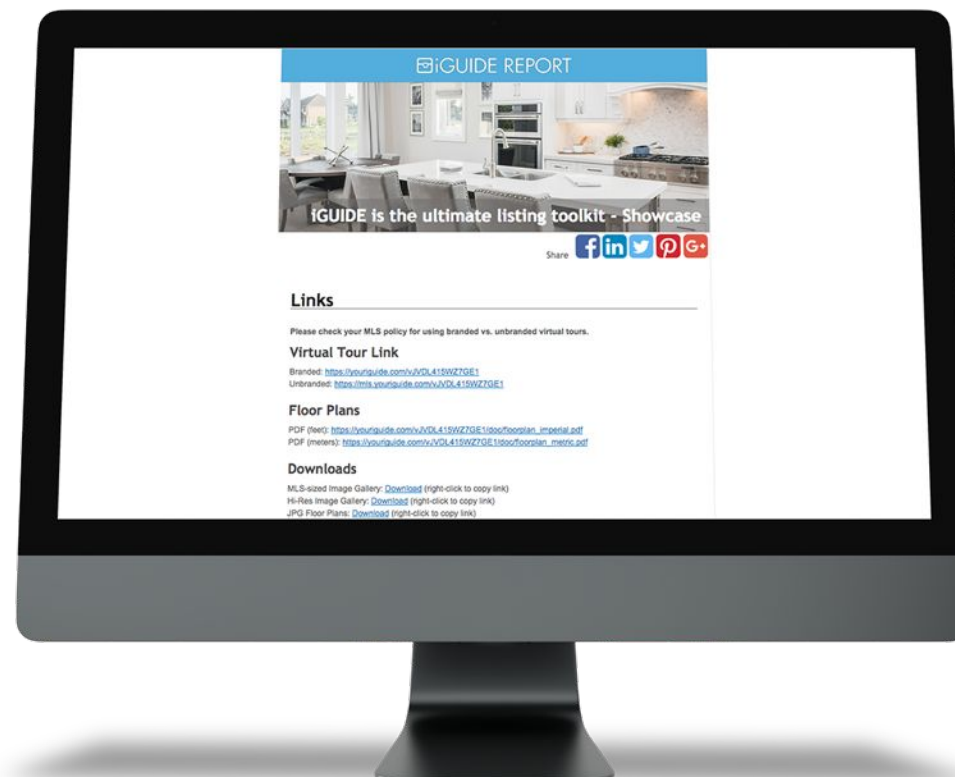 iGUIDE REPORT
iGUIDE is the ultimate listing toolkit - Showcase
Share
Links
Please check your MLS policy for using branded vs. unbranded virtual tours.
Virtual Tour Link
Branded: https://youriguide.com/vJVDL415WZ7GE1
Unbranded: https://mls.youriguide.com/vJVDL415WZ7GE1
Floor Plans
PDF (feet): https://youriguide.com/vJVDL415WZ7GE1/doc/floorplan_imperial.pdf
PDF (meters): https://youriguide.com/vJVDL415WZ7GE1/doc/floorplan_metric.pdf
Downloads
MLS-sized Image Gallery: Download (right-click to copy link)
Hi-Res Image Gallery: Download (right-click to copy link)
JPG Floor Plans: Download (right-click to copy link)